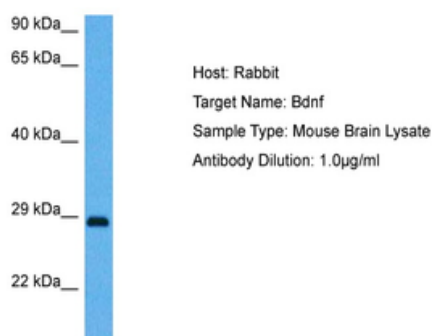 90 kDa__
65 kDa__
Host: Rabbit
Target Name: Bdnf
40 kDa__
Sample Type: Mouse Brain Lysate
Antibody Dilution: 1.0µg/ml
29 kDa__
22 kDa__